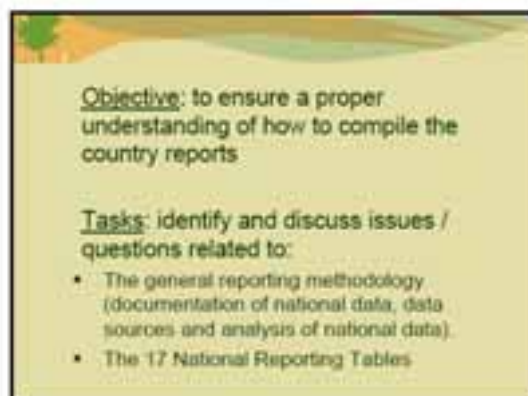 Objective: to ensure a proper
understanding of how to compile the
country reports
Tasks: identify and discuss issues /
questions related to:
▪ The general reporting methodology
(documentation of national data, data
sources and analysis of national data).
▪ The 17 National Reporting Tables